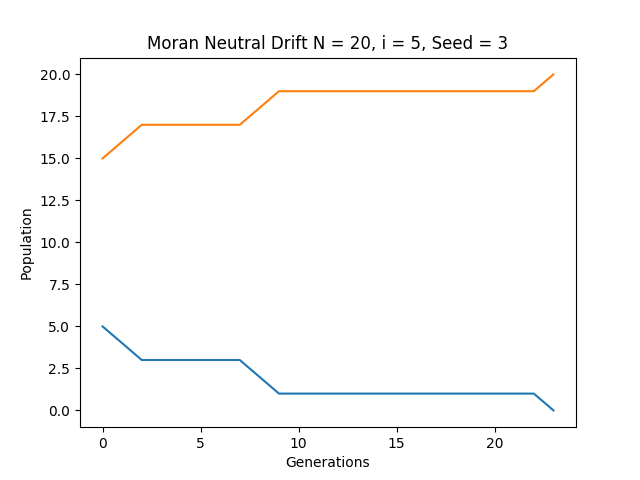 Moran Neutral Drift N = 20, i = 5, Seed = 3
20.0
17.5
15.0
12.5
10.0
7.5
5.0
2.5
0.0
Population
0 5 10 15 20
Generations